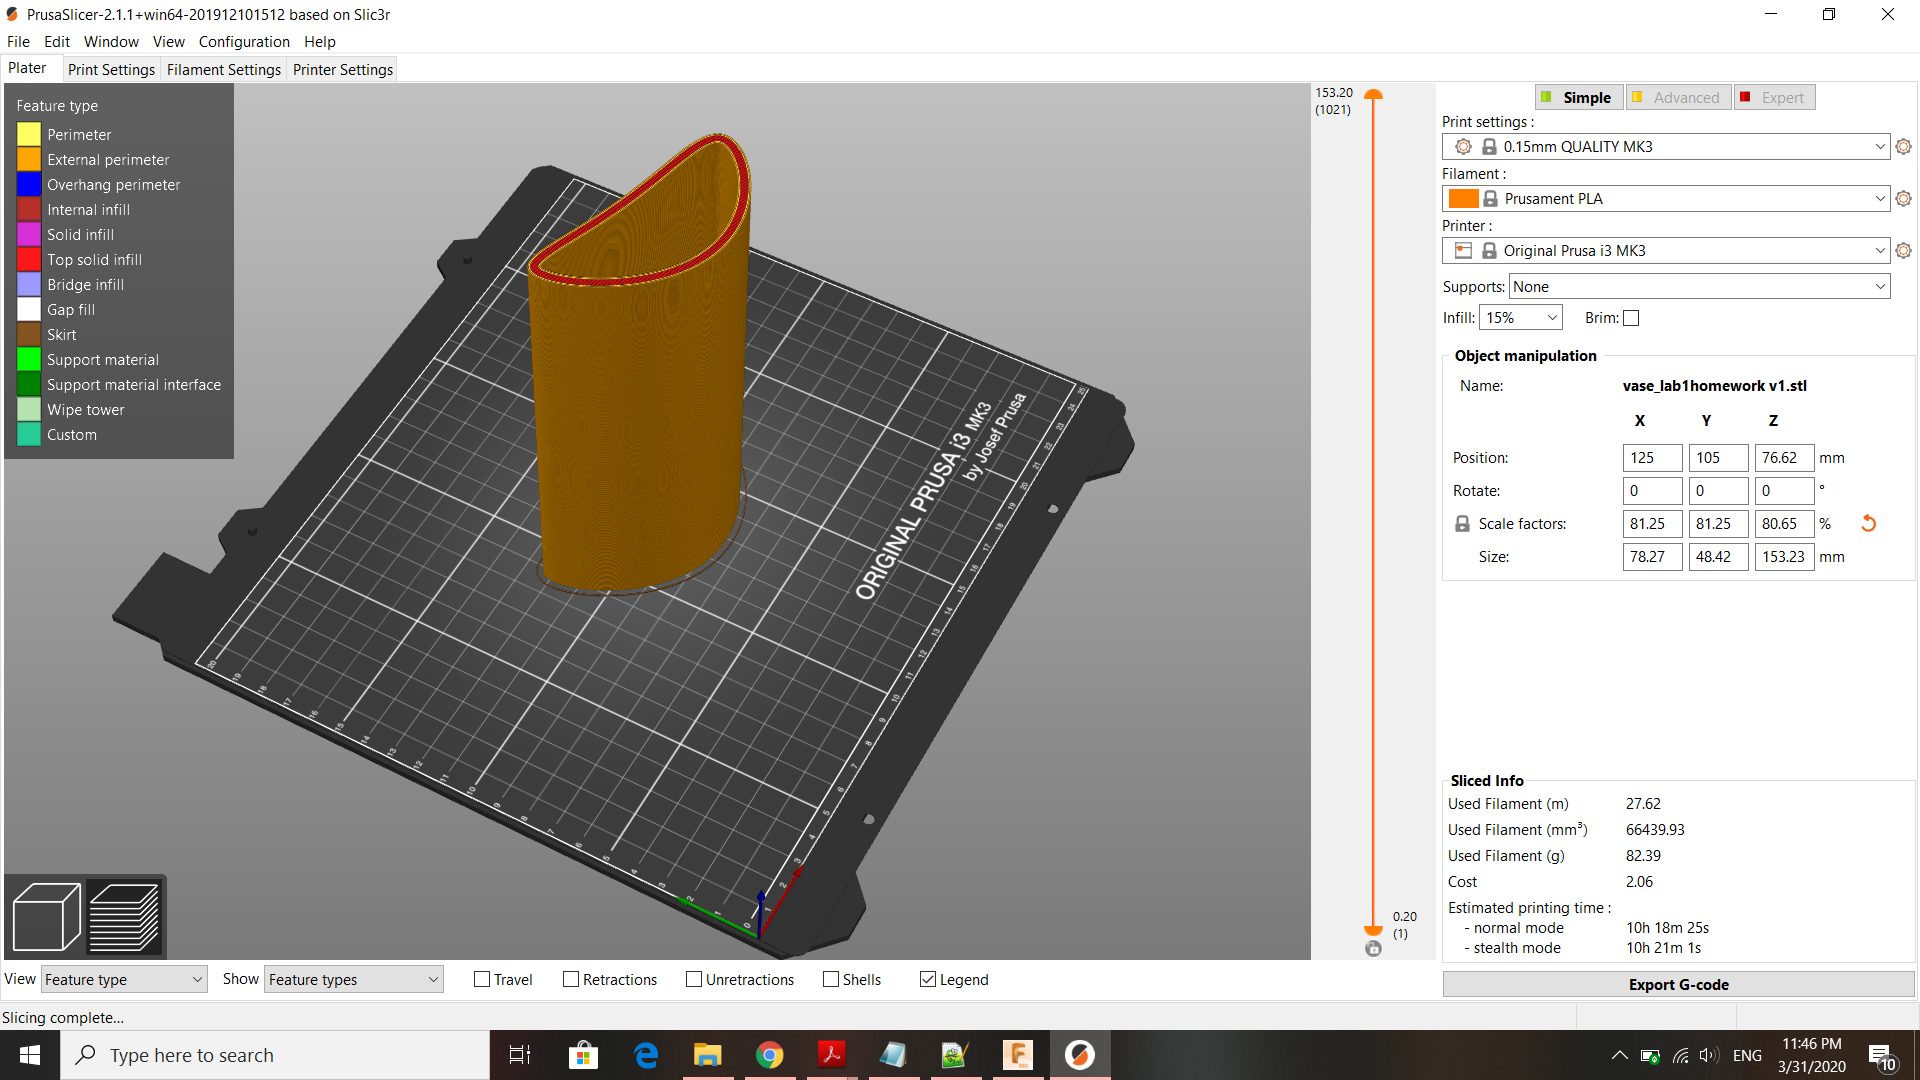 PrusaSlicer-2.1.1+win64-201912101512 based on Slic3r
File Edit Window View Configuration Help
Plater Print Settings Filament Settings Printer Settings
Feature type
Perimeter
External perimeter
Overhang perimeter
Internal infill
Solid infill
Top solid infill
Bridge infill
Gap fill
Skirt
Support material
Support material interface
Wipe tower
Custom
ORIGINAL PRUSA i3 MK3
by Josef Prusa
153.20
(1021)
0.20
(1)
Simple Advanced Expert
Print settings :
0.15mm QUALITY MK3
Filament :
Prusament PLA
Printer :
Original Prusa i3 MK3
Supports: None
Infill: 15% Brim:
Object manipulation
Name: vase_lab1homework v1.stl
X Y Z
Position: 125 105 76.62 mm
Rotate: 0 0 0 °
Scale factors: 81.25 81.25 80.65 %
Size: 78.27 48.42 153.23 mm
Sliced Info
Used Filament (m) 27.62
Used Filament (mm³) 66439.93
Used Filament (g) 82.39
Cost 2.06
Estimated printing time :
- normal mode 10h 18m 25s
- stealth mode 10h 21m 1s
Export G-code
View Feature type Show Feature types Travel Retractions Unretractions Shells Legend
Slicing complete...
Type here to search
ENG
11:46 PM
3/31/2020
10